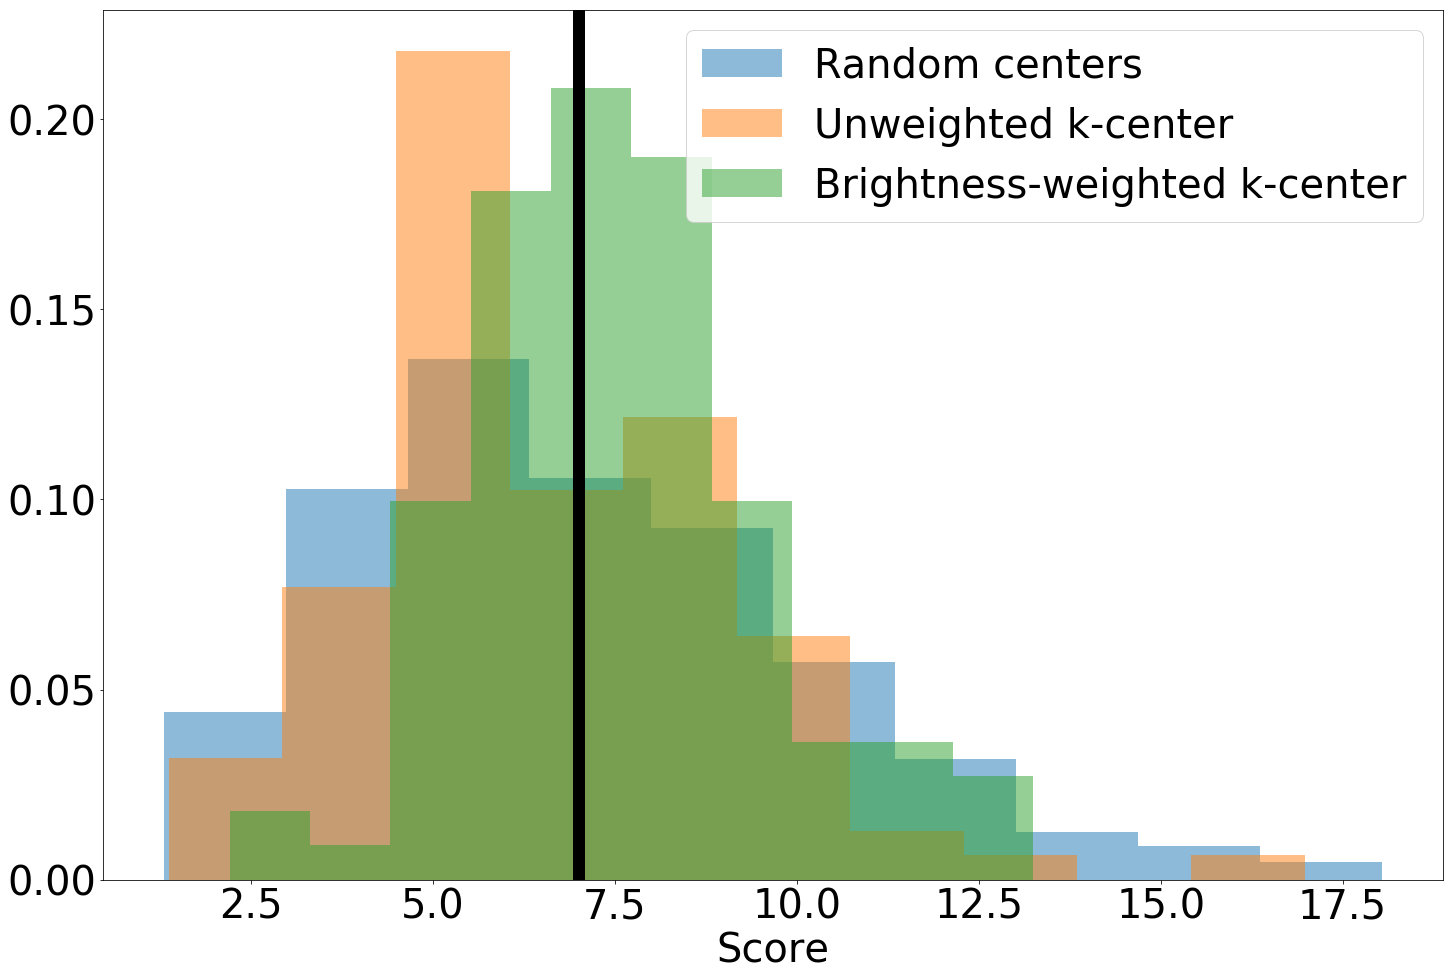 Random centers
Unweighted k-center
Brightness-weighted k-center
0.20
0.15
0.10
0.05
0.00
2.5 5.0 7.5 10.0 12.5 15.0 17.5
Score